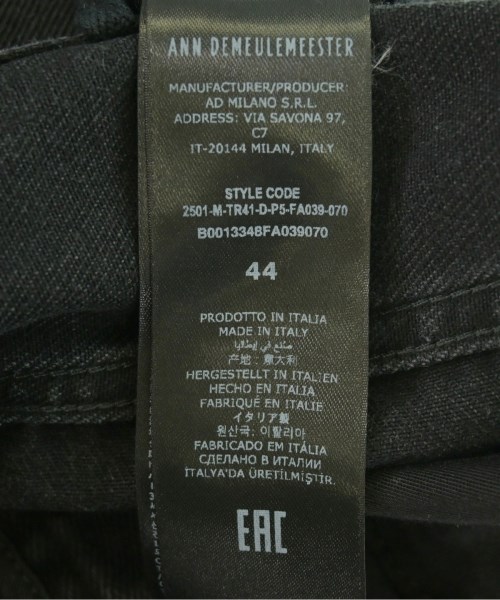 ANN DEMEULEMEESTER
MANUFACTURER/PRODUCER:
AD MILANO S.R.L.
ADDRESS: VIA SAVONA 97,
C7
IT-20144 MILAN, ITALY
STYLE CODE
2501-M-TR41-D-P5-FA039-070
B0013348FA039070
44
PRODOTTO IN ITALIA
MADE IN ITALY
صنع في إيطاليا
产地: 意大利
HERGESTELLT IN ITALIEN
HECHO EN ITALIA
FABRIQUÉ EN ITALIE
イタリア製
원산국: 이탈리아
FABRICADO EM ITÁLIA
СДЕЛАНО В ИТАЛИИ
İTALYA'DA ÜRETİLMİŞTİR.
EAC